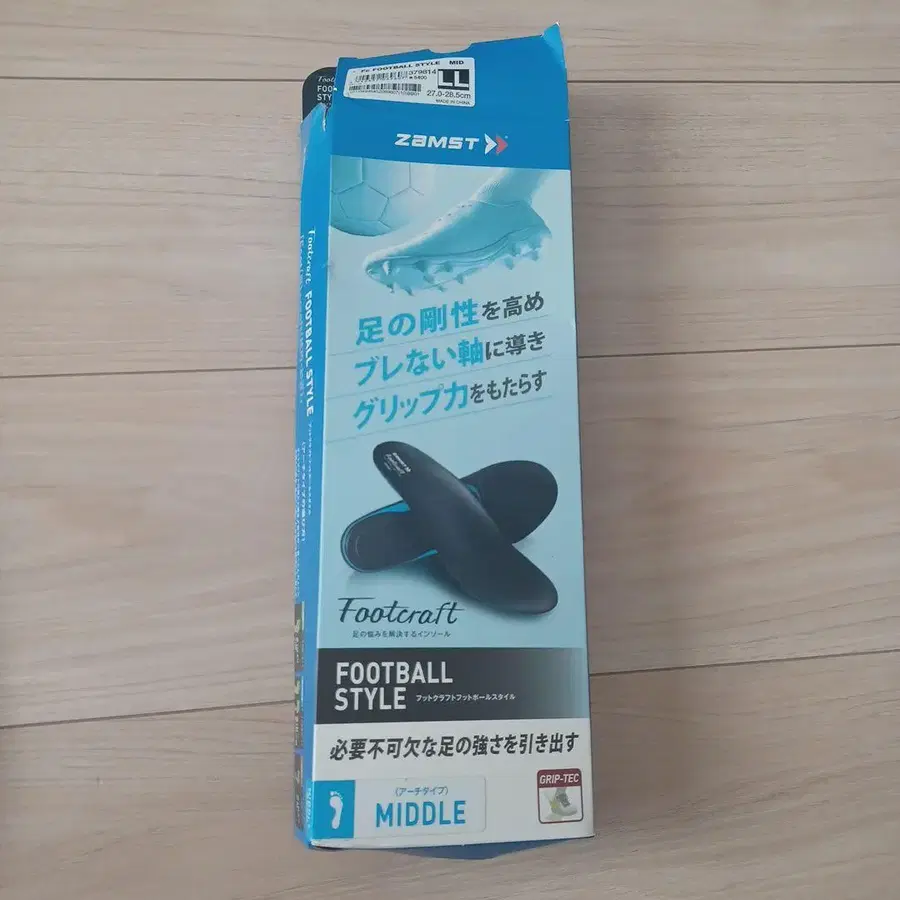 FOOTBALL STYLE MID
LL
27.0-28.5cm
MADE IN CHINA
ZAMST
足の剛性を高め
ブレない軸に導き
グリップ力をもたらす
Footcraft
足の悩みを解決するインソール
FOOTBALL
STYLE フットクラフトフットボールスタイル
必要不可欠な足の強さを引き出す
(アーチタイプ)
MIDDLE
GRIP-TEC
Footcraft FOOTBALL STYLE